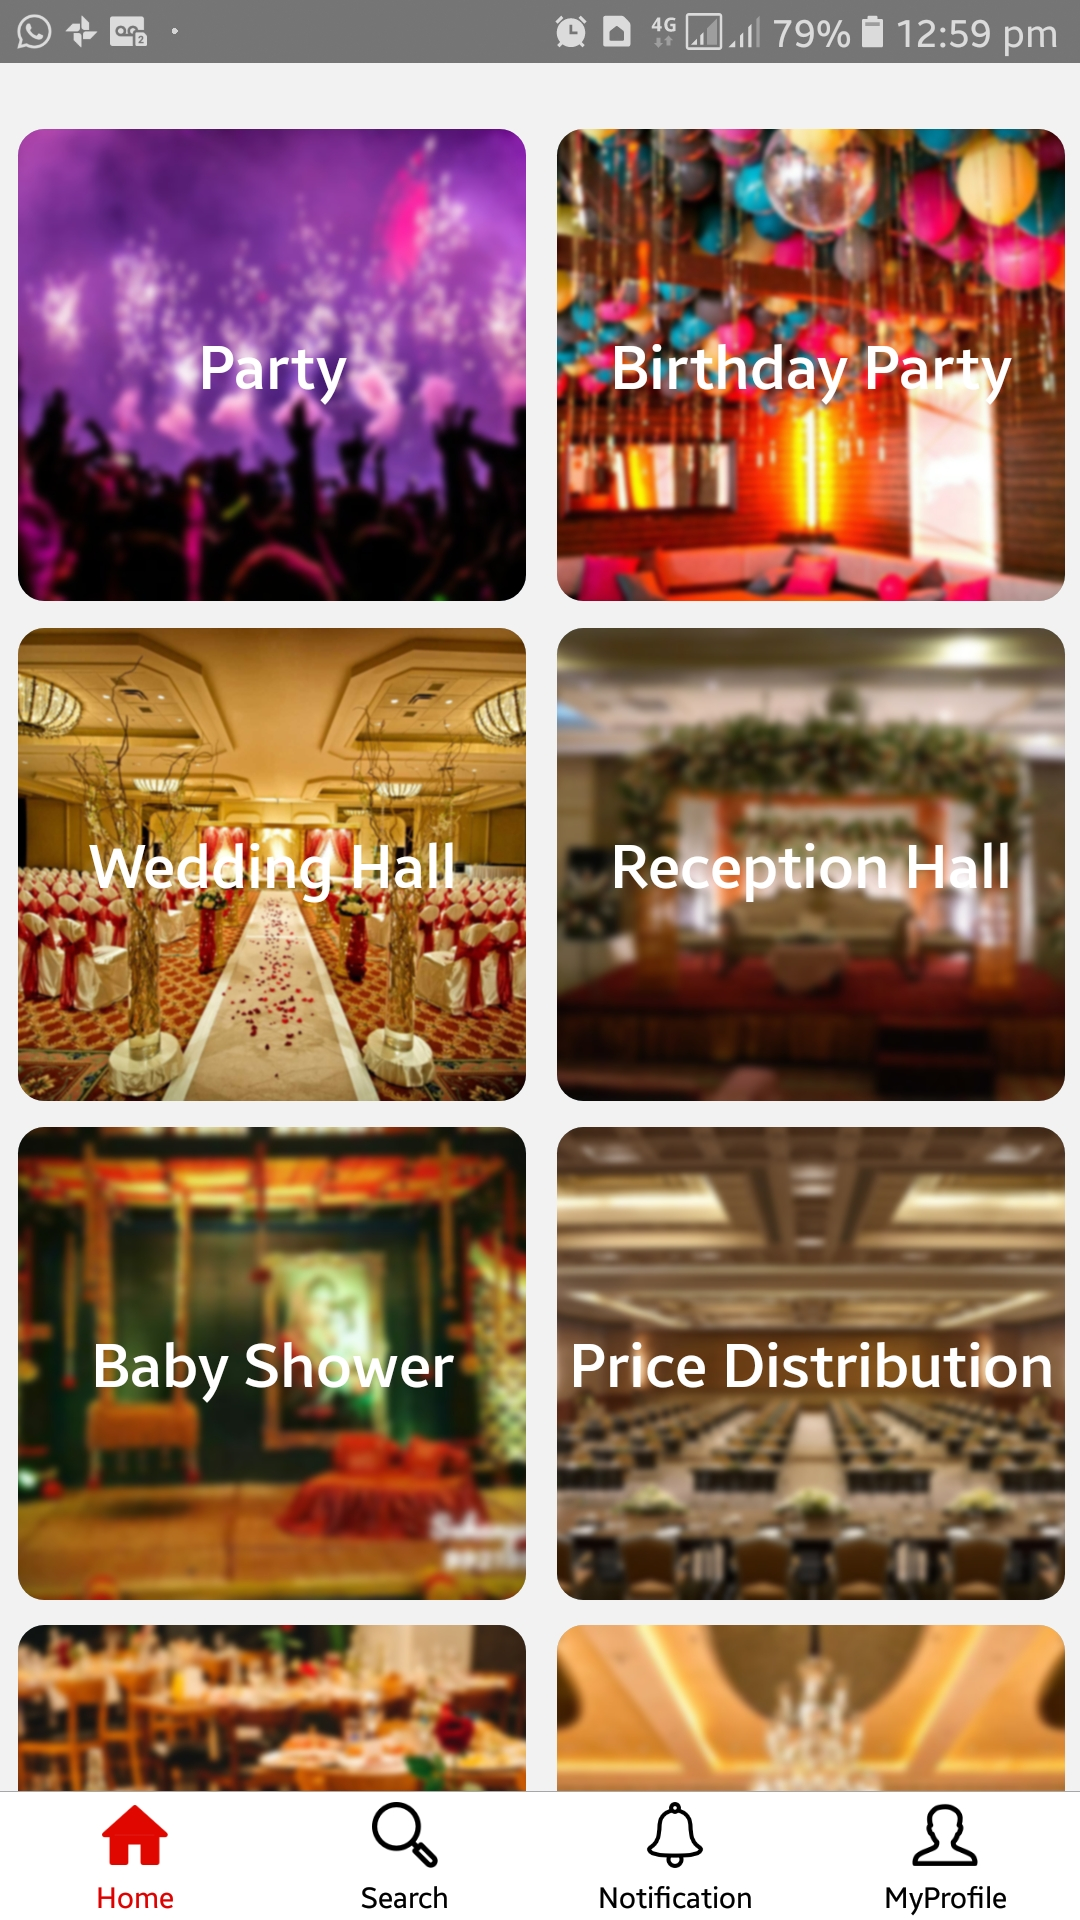 4G 79% 12:59 pm
Party
Birthday Party
Wedding Hall
Reception Hall
Baby Shower
Price Distribution
Home
Search
Notification
MyProfile